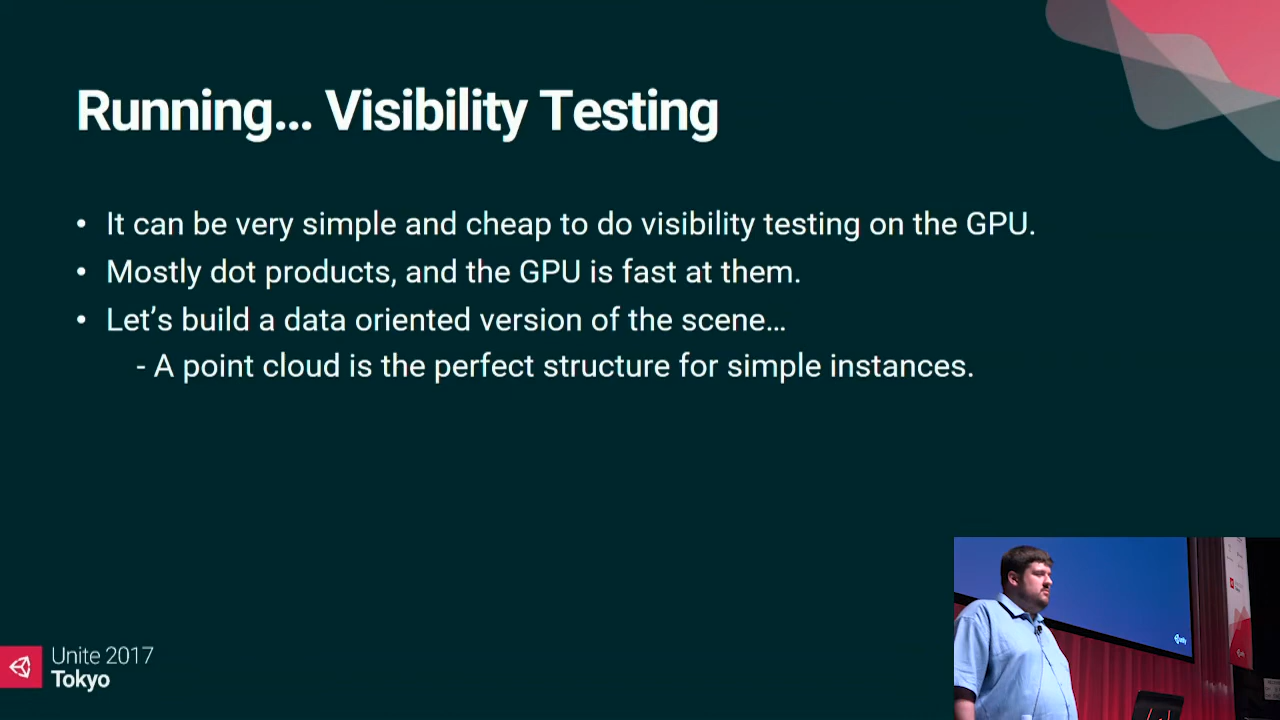 Running... Visibility Testing
• It can be very simple and cheap to do visibility testing on the GPU.
• Mostly dot products, and the GPU is fast at them.
• Let’s build a data oriented version of the scene...
- A point cloud is the perfect structure for simple instances.
Unite 2017
Tokyo